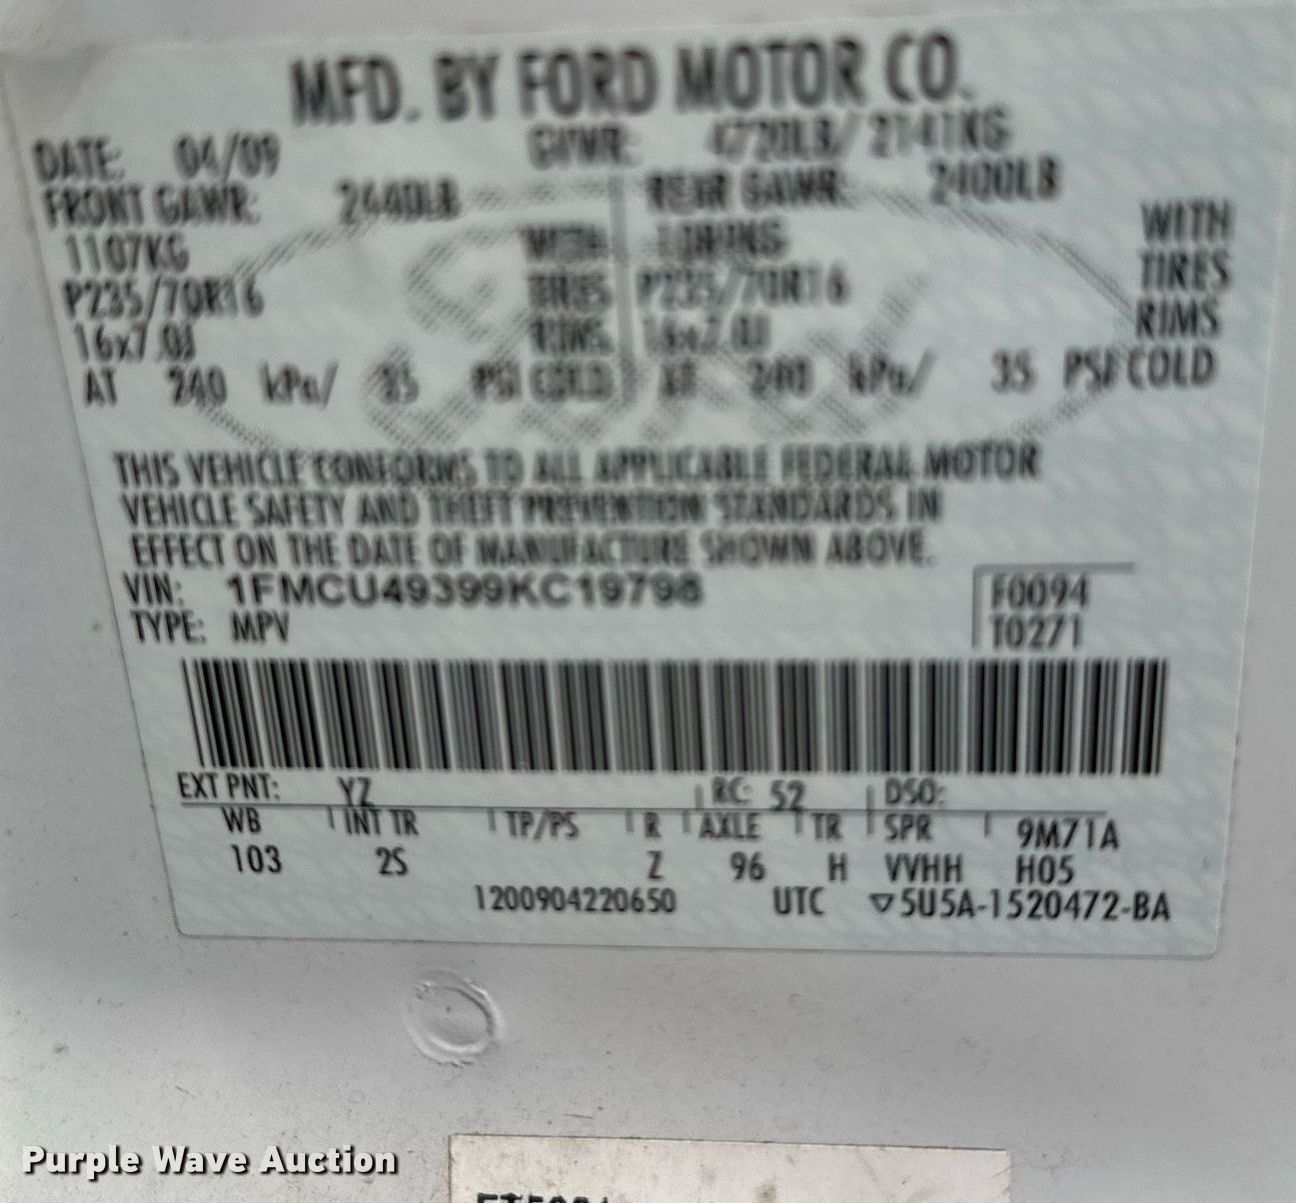 MFD. BY FORD MOTOR CO.
DATE: 04/09 GVWR: 4720LB/ 2141KG
FRONT GAWR: 2440LB REAR GAWR: 2400LB
1107KG WITH 1089KG WITH
P235/70R16 TIRES P235/70R16 TIRES
16x7.0J RIMS 16x7.0J RIMS
AT 240 kPa/ 35 PSI COLD AT 240 kPa/ 35 PSI COLD
THIS VEHICLE CONFORMS TO ALL APPLICABLE FEDERAL MOTOR
VEHICLE SAFETY AND THEFT PREVENTION STANDARDS IN
EFFECT ON THE DATE OF MANUFACTURE SHOWN ABOVE.
VIN: 1FMCU49399KC19798 F0094
TYPE: MPV T0271
EXT PNT: YZ RC: 52 DSO:
WB INT TR TP/PS R AXLE TR SPR 9M71A
103 2S Z 96 H VVHH H05
1200904220650 UTC ▽5U5A-1520472-BA
Purple Wave Auction